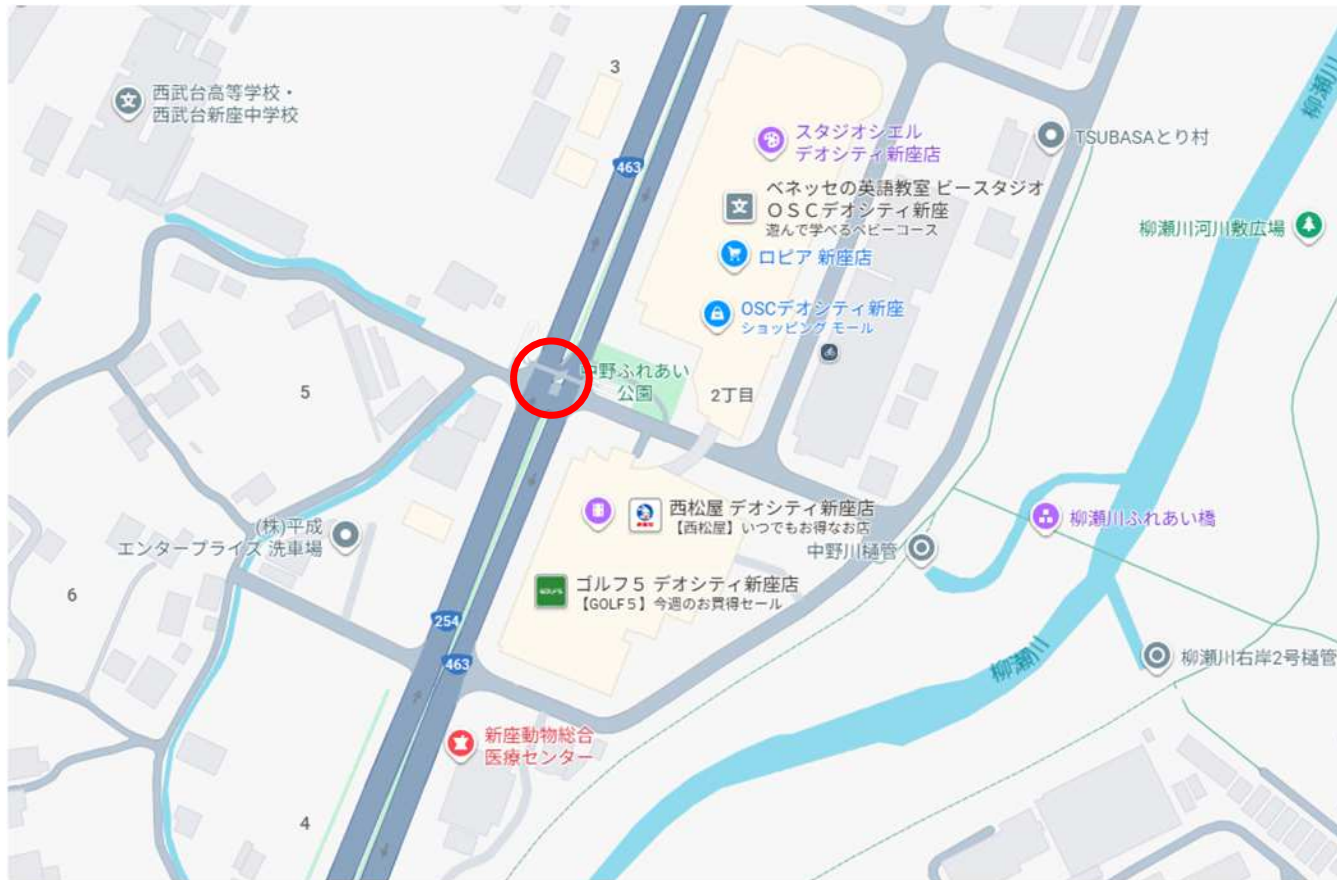 3
西武台高等学校・
西武台新座中学校
スタジオシエル
デオシティ新座店
TSUBASAとり村
柳瀬川
463
ベネッセの英語教室 ビースタジオ
OSCデオシティ新座
遊んで学べるベビーコース
柳瀬川河川敷広場
ロピア 新座店
OSCデオシティ新座
ショッピング モール
中野ふれあい
公園
5
2丁目
西松屋 デオシティ新座店
【西松屋】いつでもお得なお店
柳瀬川ふれあい橋
(株)平成
エンタープライズ 洗車場
中野川樋管
ゴルフ5 デオシティ新座店
【GOLF5】今週のお買得セール
GOLF5
6
254
463
柳瀬川
柳瀬川右岸2号樋管
新座動物総合
医療センター
4